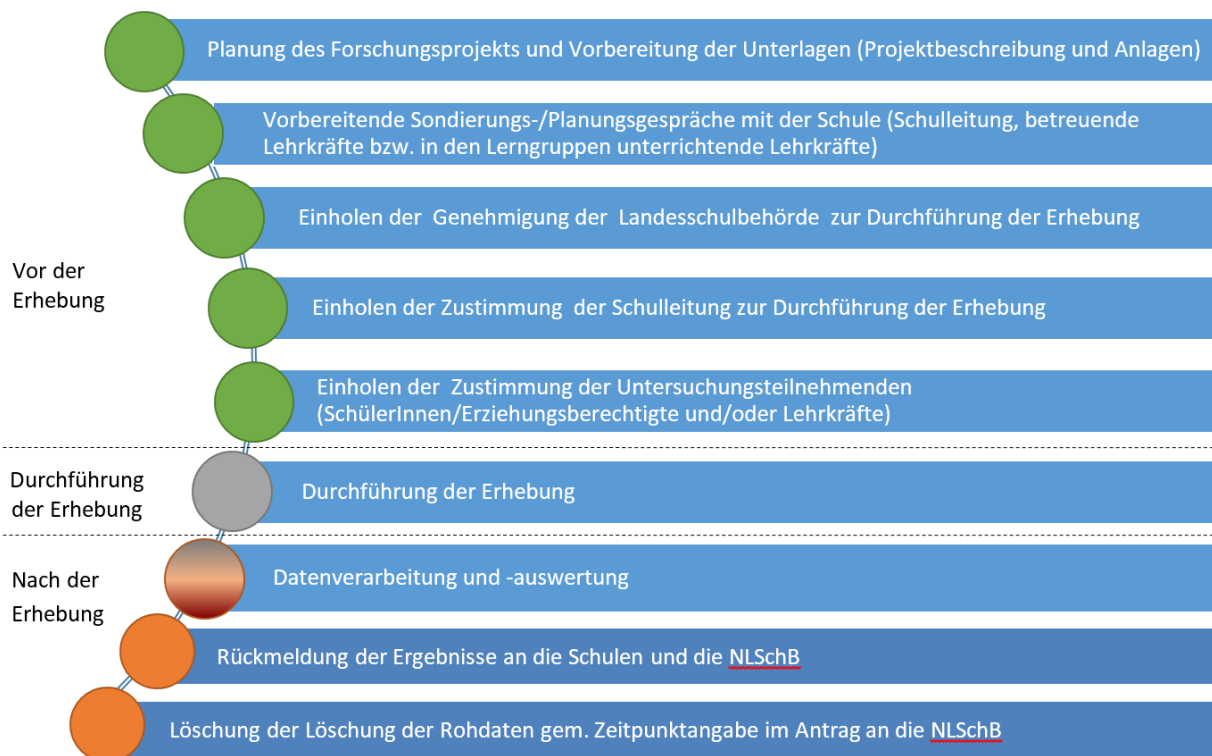 Planung des Forschungsprojekts und Vorbereitung der Unterlagen (Projektbeschreibung und Anlagen)
Vorbereitende Sondierungs-/Planungsgespräche mit der Schule (Schulleitung, betreuende
Lehrkräfte bzw. in den Lerngruppen unterrichtende Lehrkräfte)
Einholen der Genehmigung der Landesschulbehörde zur Durchführung der Erhebung
Vor der
Erhebung
Einholen der Zustimmung der Schulleitung zur Durchführung der Erhebung
Einholen der Zustimmung der Untersuchungsteilnehmenden
(SchülerInnen/Erziehungsberechtigte und/oder Lehrkräfte)
Durchführung
der Erhebung
Durchführung der Erhebung
Nach der
Erhebung
Datenverarbeitung und -auswertung
Rückmeldung der Ergebnisse an die Schulen und die NLSchB
Löschung der Löschung der Rohdaten gem. Zeitpunktangabe im Antrag an die NLSchB